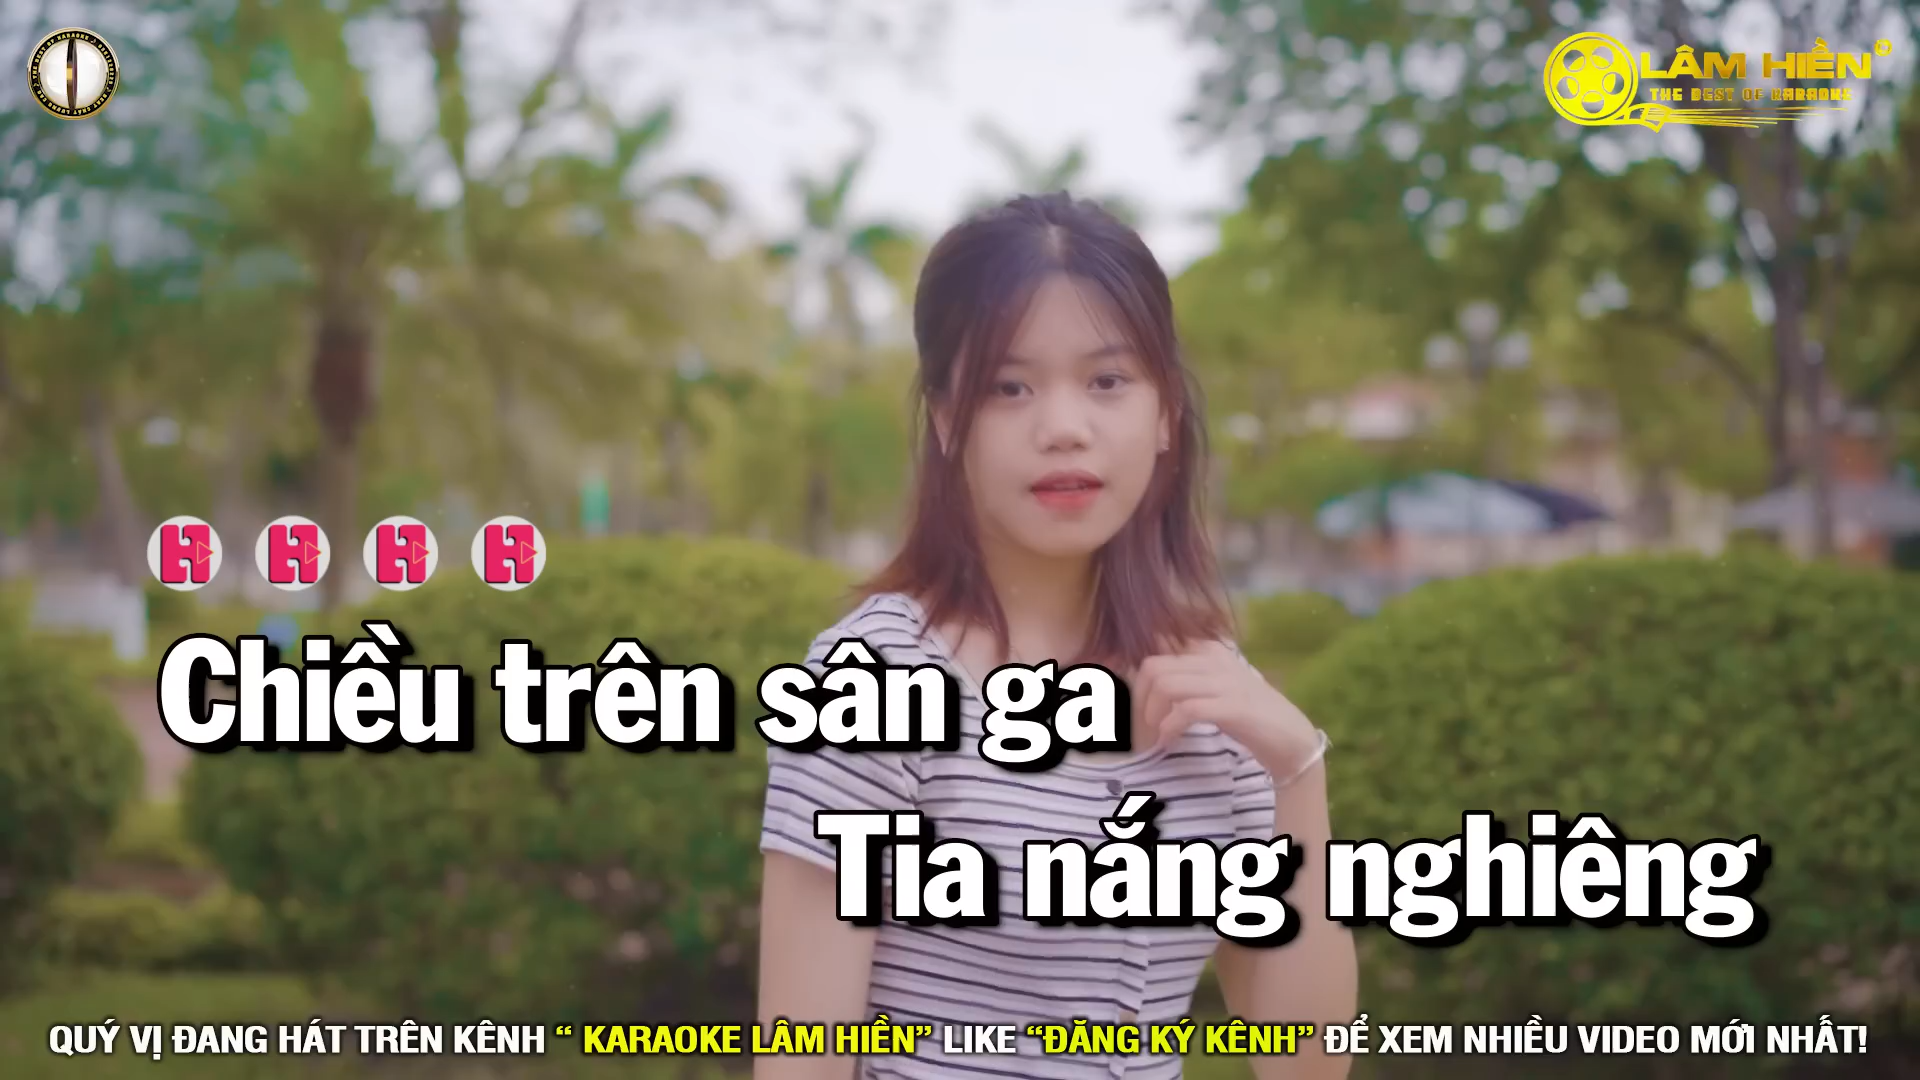 LÂM HIỀN
THE BEST OF KARAOKE
Chiều trên sân ga
Tia nắng nghiêng
QUÝ VỊ ĐANG HÁT TRÊN KÊNH “ KARAOKE LÂM HIỀN” LIKE “ĐĂNG KÝ KÊNH” ĐỂ XEM NHIỀU VIDEO MỚI NHẤT!